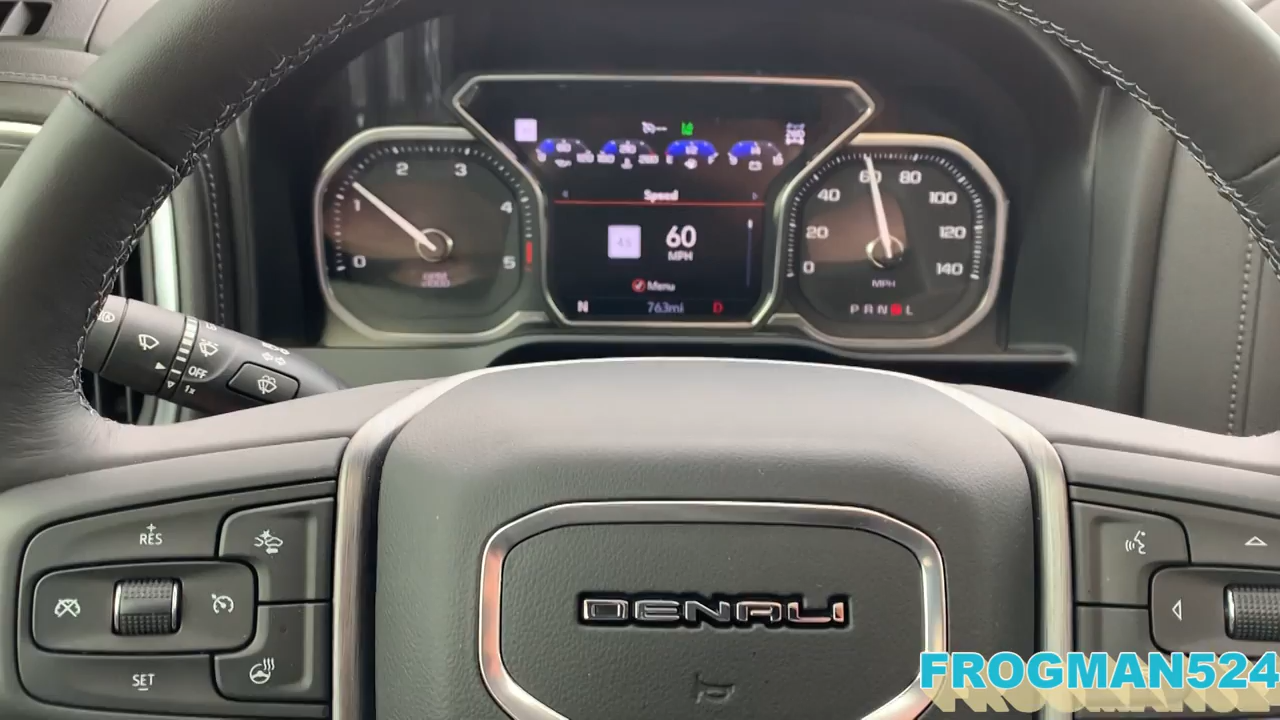 2 3
1 4
0 5
60 80
40 100
20 120
0 140
MPH
P R N D L
Speed
45
60
MPH
Menu
N 763mi D
OFF
1x
+
RES
SET
DENALI
FROGMAN524